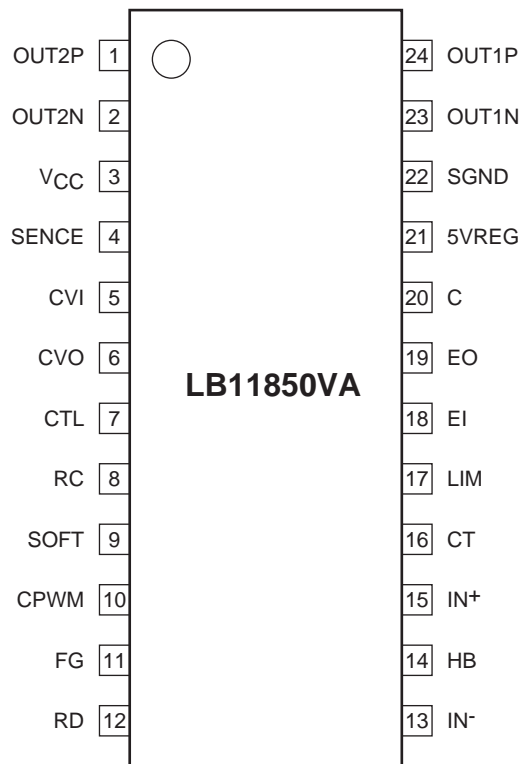 OUT2P 1 24 OUT1P
OUT2N 2 23 OUT1N
VCC 3 22 SGND
SENCE 4 21 5VREG
CVI 5 20 C
CVO 6 19 EO
LB11850VA
CTL 7 18 EI
RC 8 17 LIM
SOFT 9 16 CT
CPWM 10 15 IN+
FG 11 14 HB
RD 12 13 IN-